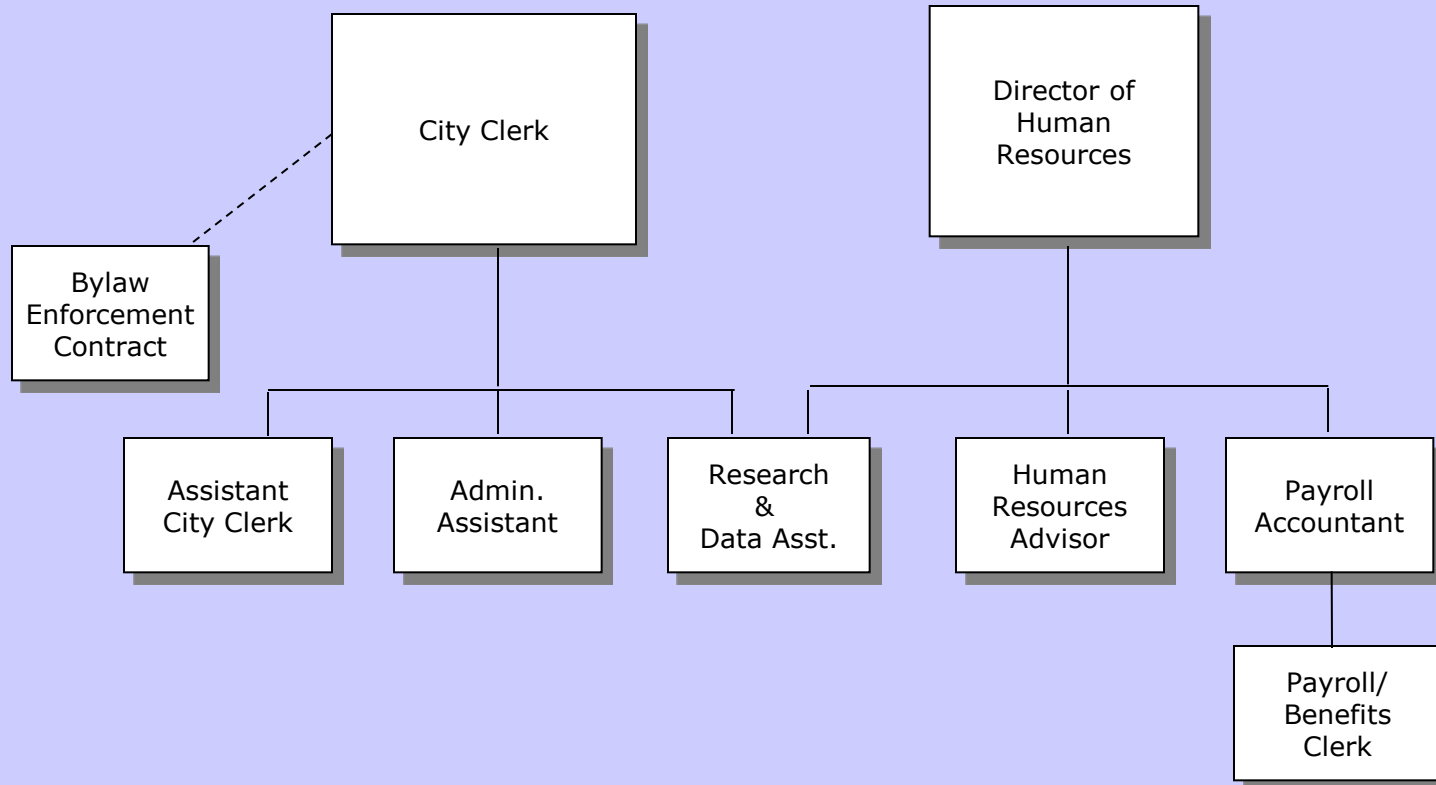 City Clerk
Director of
Human
Resources
Bylaw
Enforcement
Contract
Assistant
City Clerk
Admin.
Assistant
Research
&
Data Asst.
Human
Resources
Advisor
Payroll
Accountant
Payroll/
Benefits
Clerk